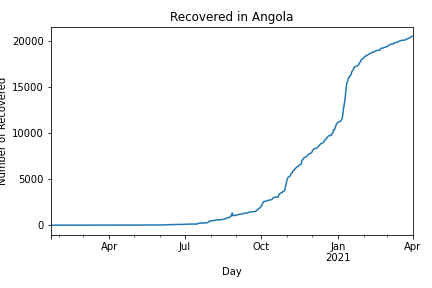 Recovered in Angola
Number of Recovered
20000
15000
10000
5000
0
Apr
Jul
Oct
Jan
2021
Apr
Day